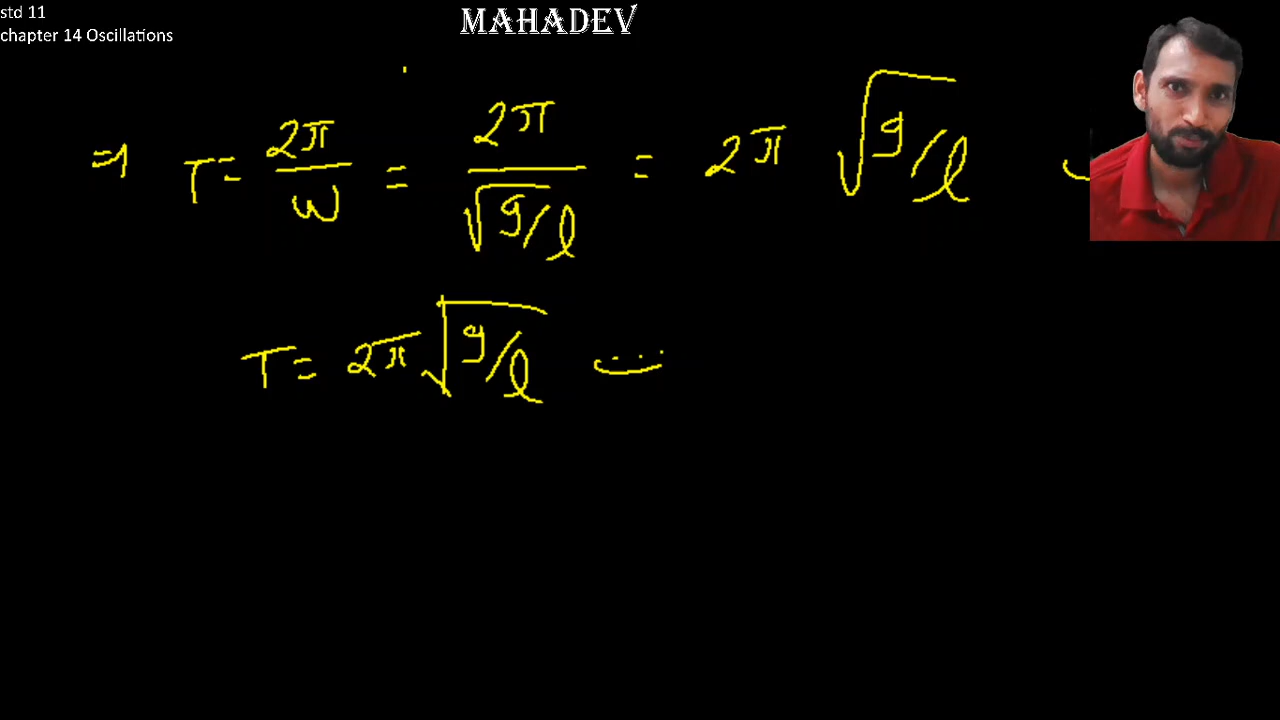 std 11
chapter 14 Oscillations
MAHADEV
⇒ T = 2π/ω = 2π/√(g/l) = 2π √(g/l)
T = 2π √(g/l)